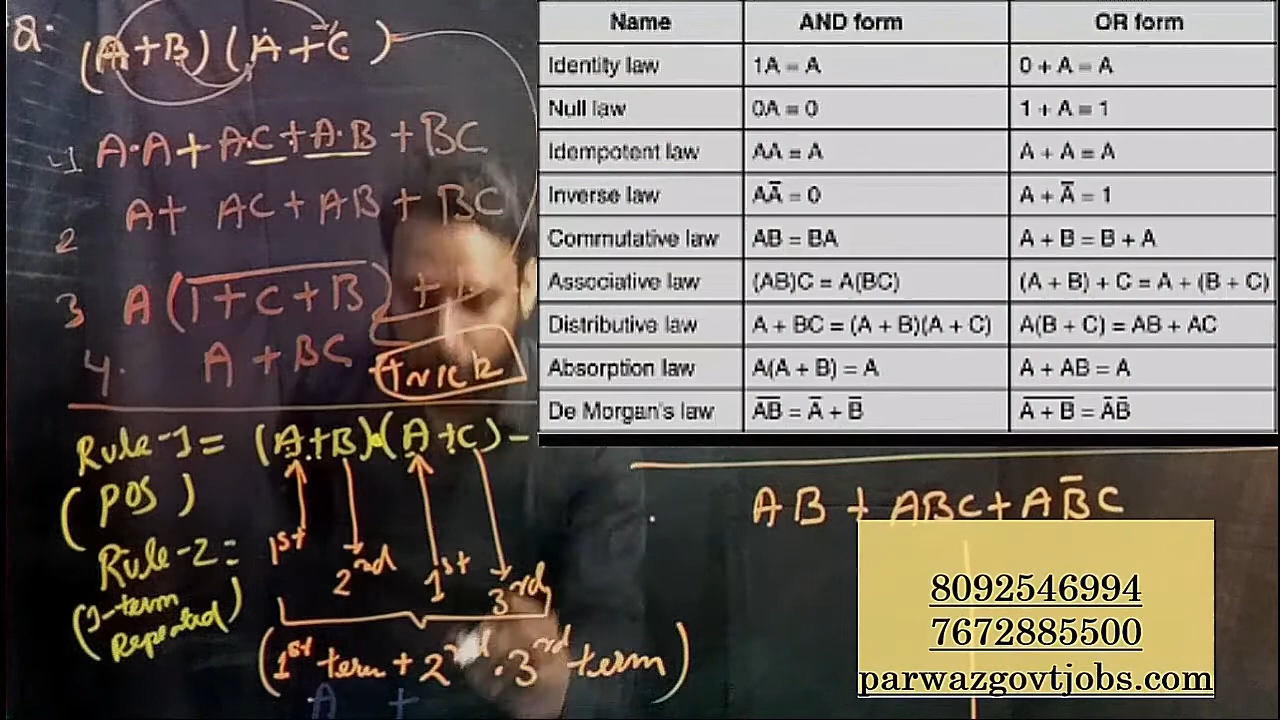 Q. (A+B)(A+C)
1 A·A + A·C + A·B + BC
2 A+ AC + AB + BC
3 A(1+C+B) +
4. A + BC
trick
Rule-1 = (A+B)·(A+C) -
(POS)
Rule-2 =
(1-term
Repeated)
1st 2nd 1st 3rd
(1st term + 2nd · 3rd term)
A +
Name AND form OR form
Identity law 1A = A 0 + A = A
Null law 0A = 0 1 + A = 1
Idempotent law AA = A A + A = A
Inverse law AA̅ = 0 A + A̅ = 1
Commutative law AB = BA A + B = B + A
Associative law (AB)C = A(BC) (A + B) + C = A + (B + C)
Distributive law A + BC = (A + B)(A + C) A(B + C) = AB + AC
Absorption law A(A + B) = A A + AB = A
De Morgan's law A̅B̅ = A̅ + B̅ A̅ ̅+̅ ̅B̅ = A̅B̅
AB + ABC + AB̅C
8092546994
7672885500
parwazgovtjobs.com